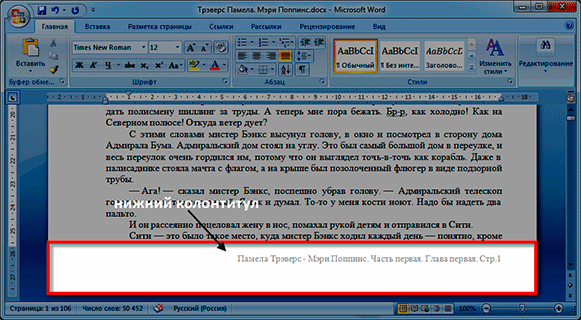 Трэверс Памела. Мэри Поппинс.docx - Microsoft Word
Главная Вставка Разметка страницы Ссылки Рассылки Рецензирование Вид
Вставить
Times New Roman 12
Ж К Ч
AaBbCcI AaBbCcI AaBbCcI
¶ Обычный ¶ Без инте... Заголово...
Изменить стили
Редактирование
Буфер обме... Шрифт Стили
дать полисмену шиллинг за труды. А теперь мне пора бежать. Бр-р, как холодно! Как на
Северном полюсе! Откуда ветер дует?
С этими словами мистер Бэнкс высунул голову, в окно и посмотрел в сторону дома
Адмирала Бума. Адмиральский дом стоял на углу. Это был самый большой дом в переулке, и
весь переулок очень гордился им, потому что он выглядел точь-в-точь как корабль. Даже в
палисаднике стояла мачта с флагом, а на крыше был позолоченный флюгер в виде подзорной
трубы.
— Ага! — сказал мистер Бэнкс, поспешно убрав голову. — Адмиральский телескоп
и думал. То-то у меня кости ноют. Надо бы надеть два
нижний колонтитул
пальто.
И он рассеянно поцеловал жену в нос, помахал рукой детям и отправился в Сити.
Сити — это было такое место, куда мистер Бэнкс ходил каждый день — понятно, кроме
Памела Трэверс - Мэри Поппинс. Часть первая. Глава первая. Стр.1
Страница: 1 из 106 Число слов: 50 452 Русский (Россия) 100%